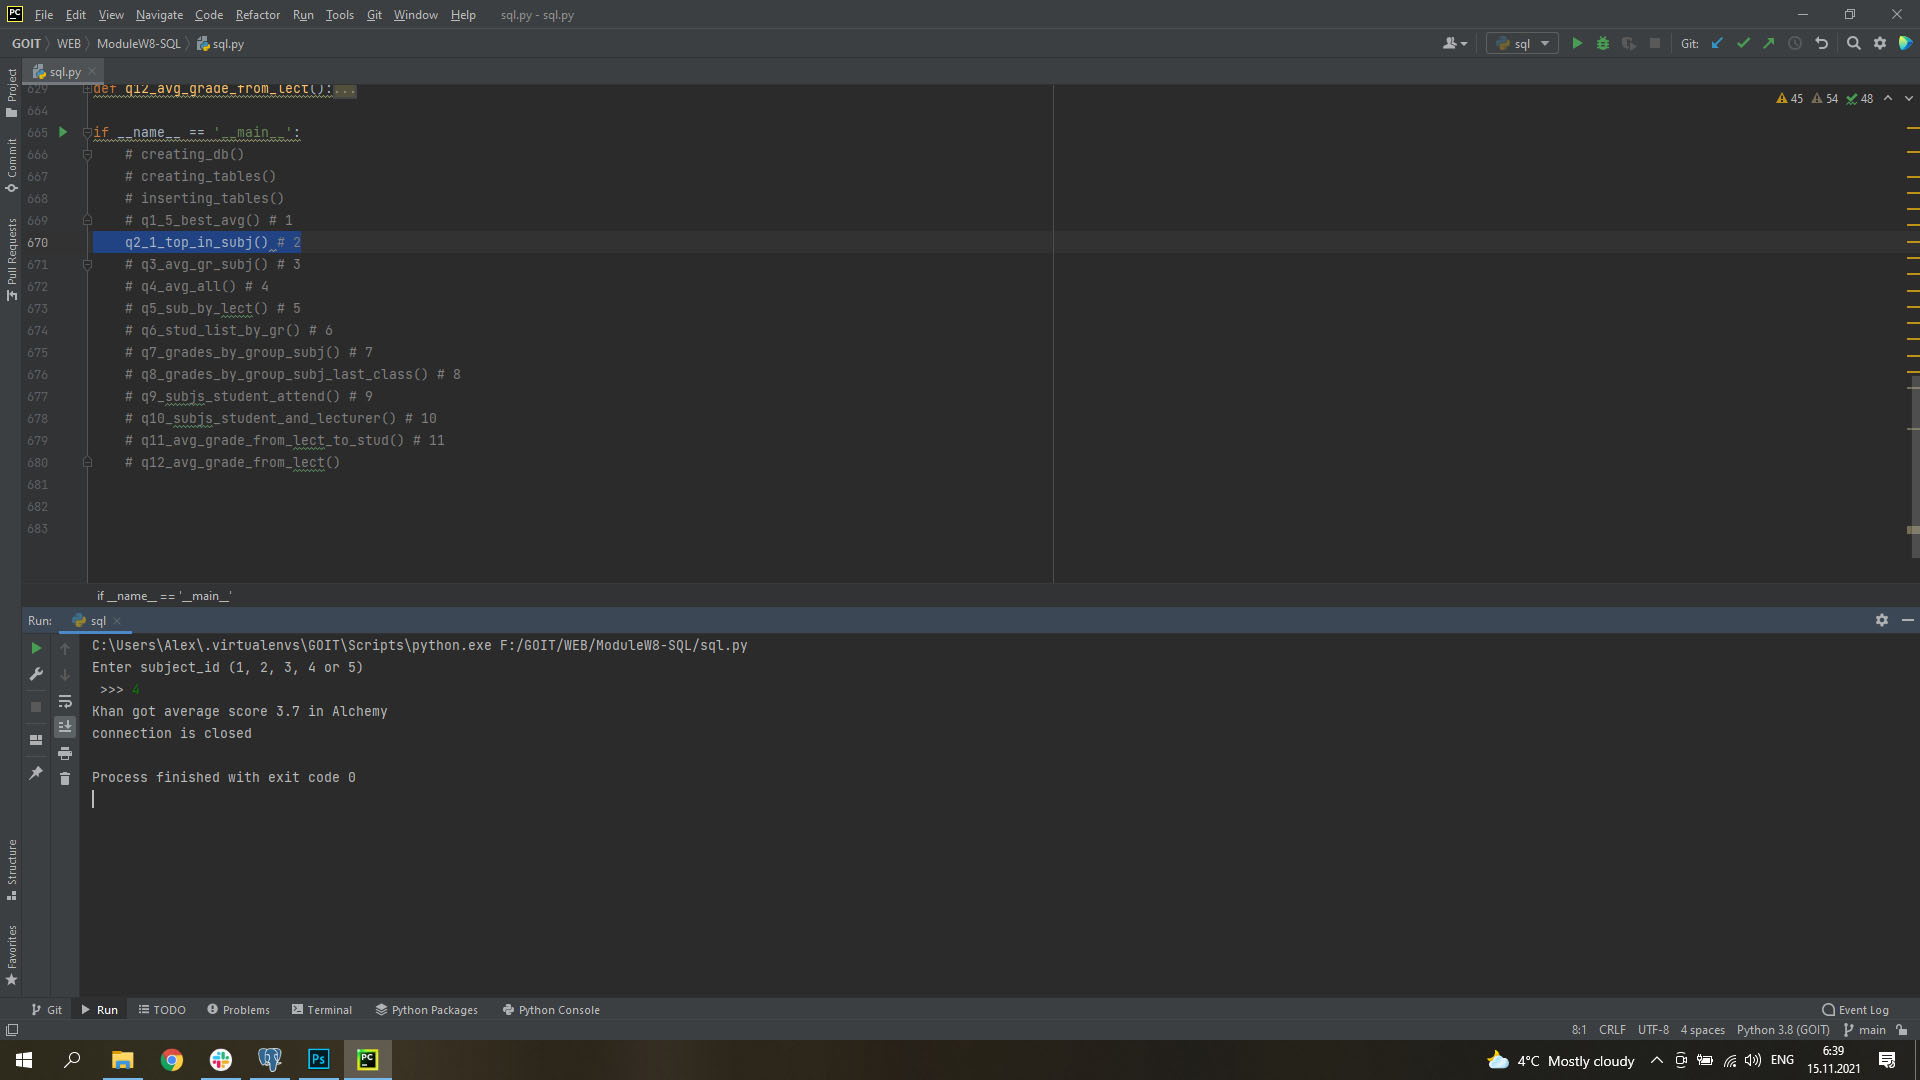 File Edit View Navigate Code Refactor Run Tools Git Window Help sql.py - sql.py
GOIT WEB ModuleW8-SQL sql.py sql Git:
sql.py
Project
Commit
Pull Requests
Structure
Favorites
45 54 48
629 def q12_avg_grade_from_lect():...
664
665 if __name__ == '__main__':
666 # creating_db()
667 # creating_tables()
668 # inserting_tables()
669 # q1_5_best_avg() # 1
670 q2_1_top_in_subj() # 2
671 # q3_avg_gr_subj() # 3
672 # q4_avg_all() # 4
673 # q5_sub_by_lect() # 5
674 # q6_stud_list_by_gr() # 6
675 # q7_grades_by_group_subj() # 7
676 # q8_grades_by_group_subj_last_class() # 8
677 # q9_subjs_student_attend() # 9
678 # q10_subjs_student_and_lecturer() # 10
679 # q11_avg_grade_from_lect_to_stud() # 11
680 # q12_avg_grade_from_lect()
681
682
683
if __name__ == '__main__'
Run: sql
C:\Users\Alex\.virtualenvs\GOIT\Scripts\python.exe F:/GOIT/WEB/ModuleW8-SQL/sql.py
Enter subject_id (1, 2, 3, 4 or 5)
>>> 4
Khan got average score 3.7 in Alchemy
connection is closed
Process finished with exit code 0
Git Run TODO Problems Terminal Python Packages Python Console Event Log
8:1 CRLF UTF-8 4 spaces Python 3.8 (GOIT) main
Ps PC 4°C Mostly cloudy ENG 6:39
15.11.2021